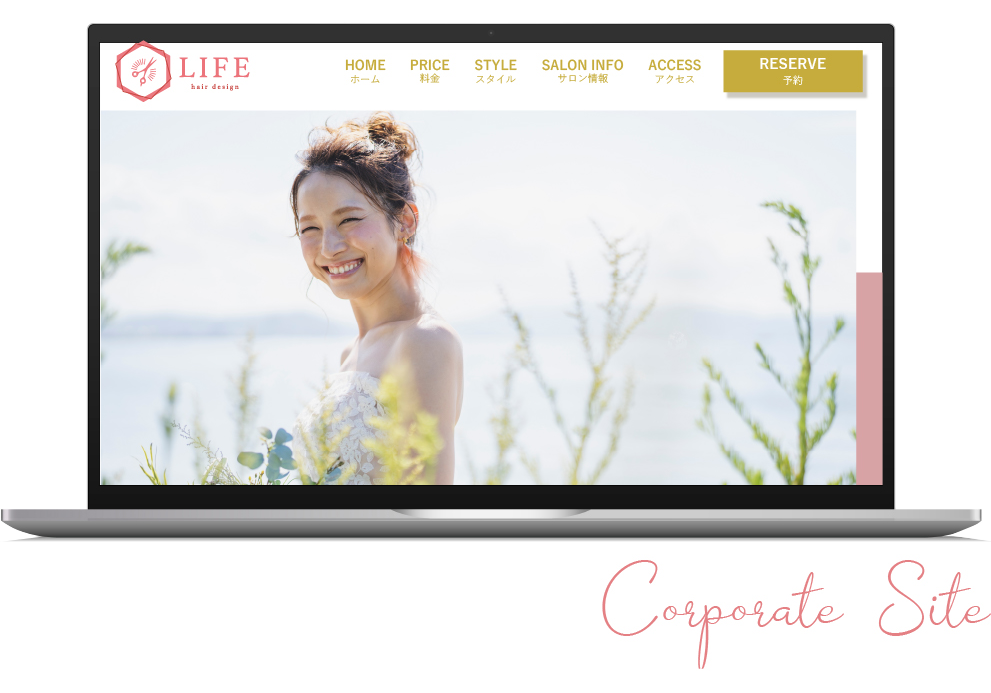 LIFE
hair design
HOME
ホーム
PRICE
料金
STYLE
スタイル
SALON INFO
サロン情報
ACCESS
アクセス
RESERVE
予約
Corporate Site